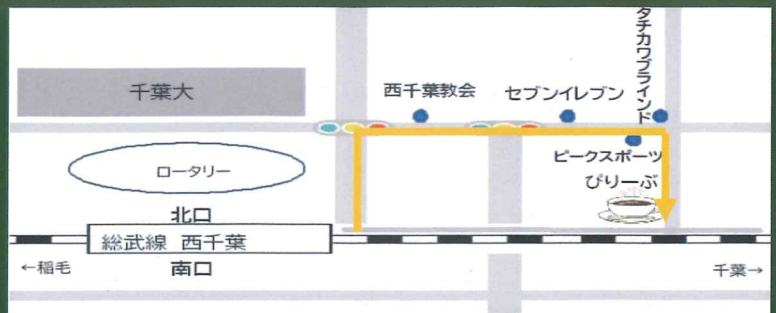 千葉大
西千葉教会
セブンイレブン
タチカワブラインド
ピークスポーツ
ロータリー
びりーぶ
北口
総武線 西千葉
←稲毛
南口
千葉→